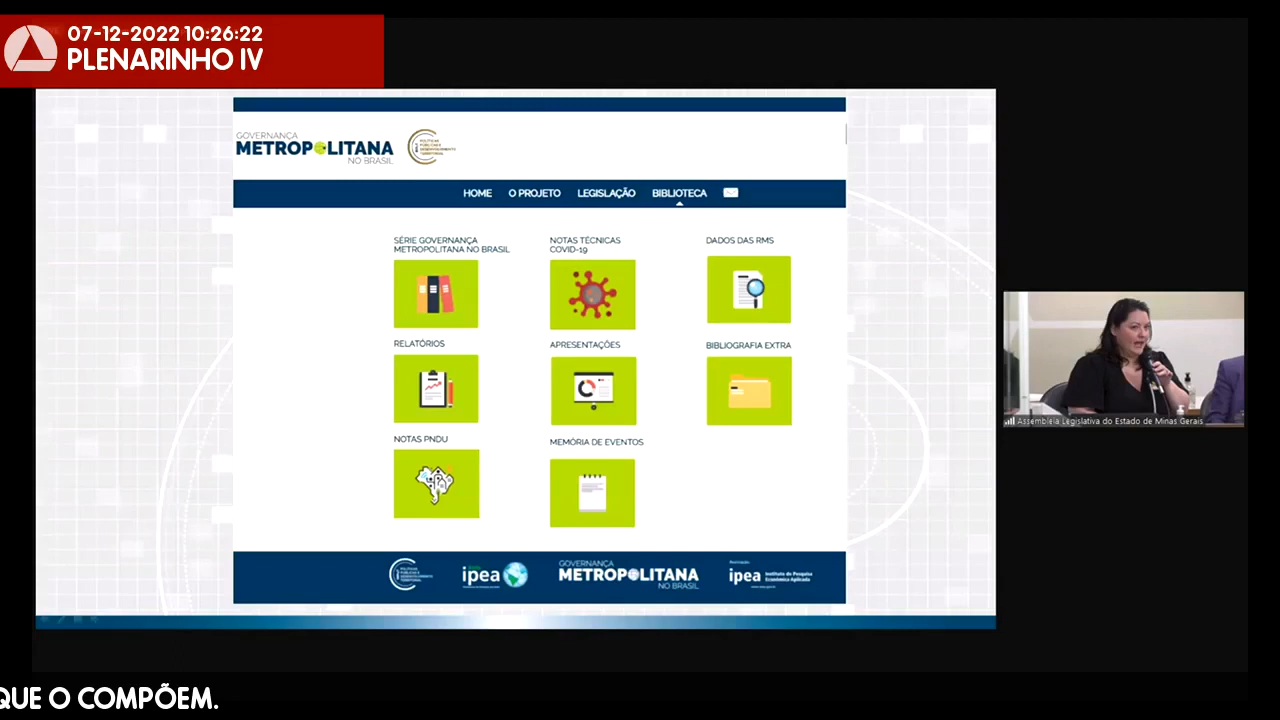 07-12-2022 10:26:22
PLENARINHO IV
GOVERNANÇA
METROPOLITANA
NO BRASIL
HOME O PROJETO LEGISLAÇÃO BIBLIOTECA
SÉRIE GOVERNANÇA
METROPOLITANA NO BRASIL
NOTAS TÉCNICAS
COVID-19
DADOS DAS RMS
RELATÓRIOS
APRESENTAÇÕES
BIBLIOGRAFIA EXTRA
NOTAS PNDU
MEMÓRIA DE EVENTOS
ipea
GOVERNANÇA
METROPOLITANA
NO BRASIL
ipea Instituto de Pesquisa
Econômica Aplicada
Assembleia Legislativa do Estado de Minas Gerais
QUE O COMPÕEM.